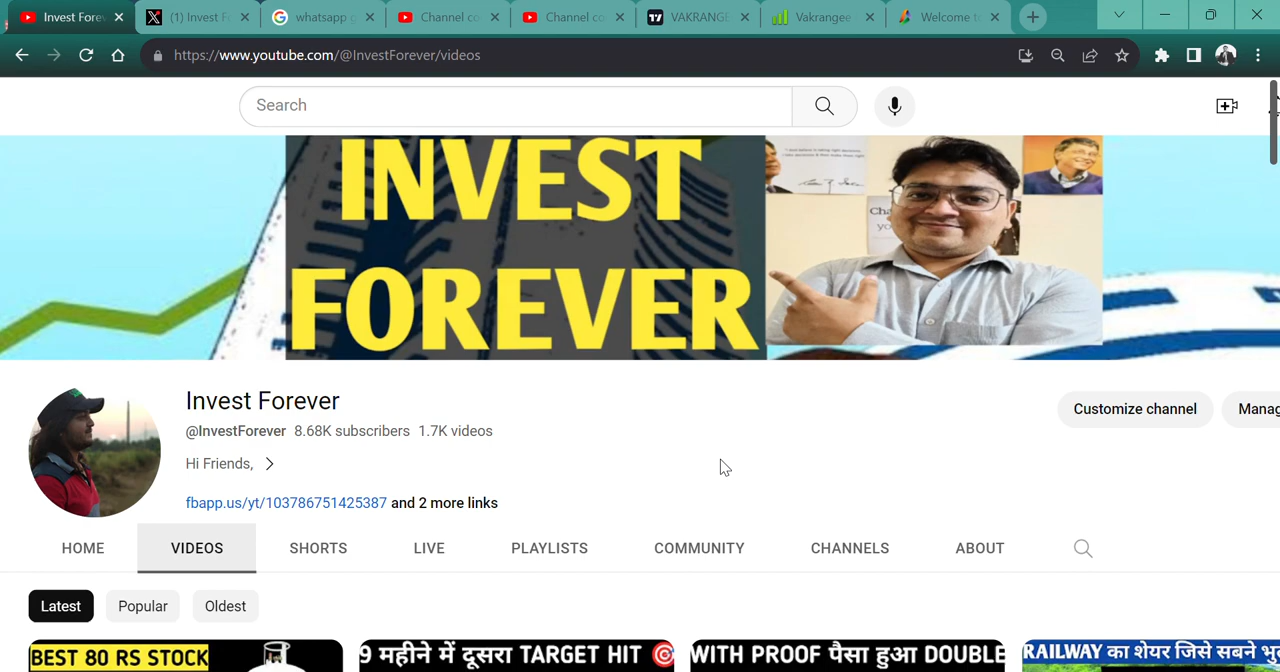 Invest Fore
(1) Invest F
whatsapp g
Channel co
Channel co
VAKRANGE
Vakrangee
Welcome to
https://www.youtube.com/@InvestForever/videos
Search
INVEST
FOREVER
Invest Forever
@InvestForever 8.68K subscribers 1.7K videos
Hi Friends,
fbapp.us/yt/103786751425387 and 2 more links
Customize channel
Manag
HOME
VIDEOS
SHORTS
LIVE
PLAYLISTS
COMMUNITY
CHANNELS
ABOUT
Latest
Popular
Oldest
BEST 80 RS STOCK
9 महीने में दूसरा TARGET HIT
WITH PROOF पैसा हुआ DOUBLE
RAILWAY का शेयर जिसे सबने भू